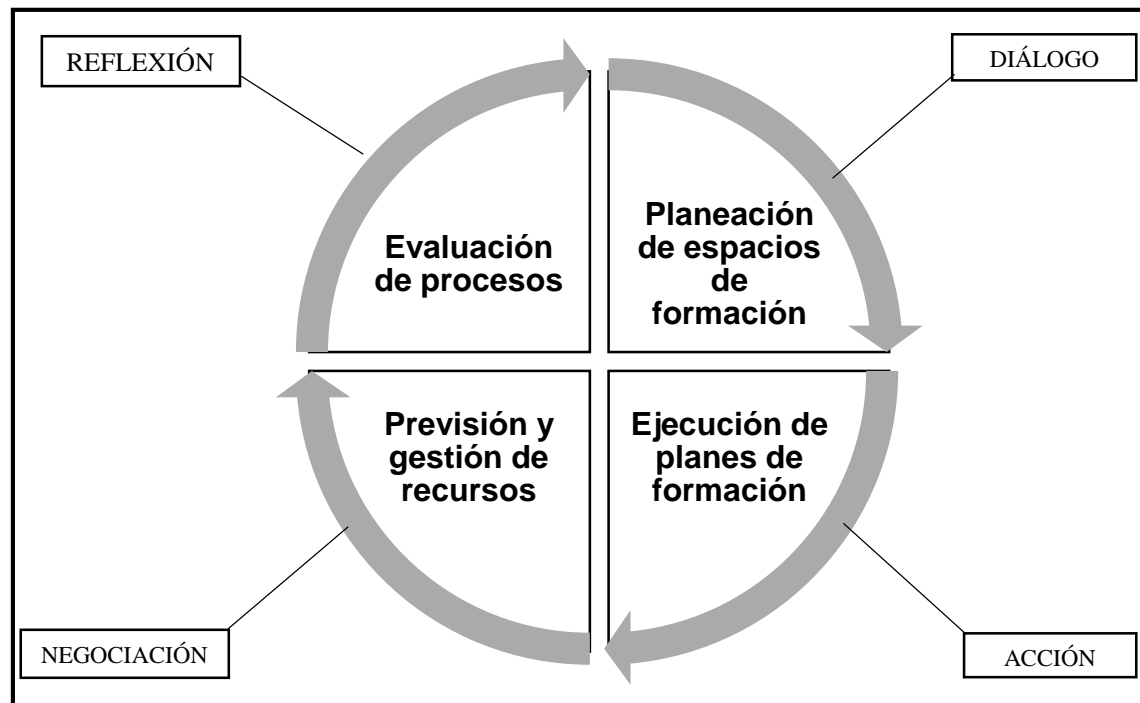 REFLEXIÓN
DIÁLOGO
Evaluación
de procesos
Planeación
de espacios
de
formación
Previsión y
gestión de
recursos
Ejecución de
planes de
formación
NEGOCIACIÓN
ACCIÓN